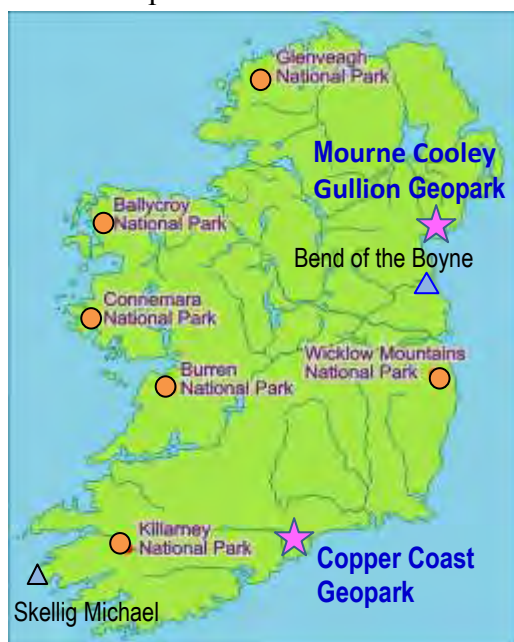 Glenveagh
National Park
Mourne Cooley
Gullion Geopark
Ballycroy
National Park
Bend of the Boyne
Connemara
National Park
Wicklow Mountains
National Park
Burren
National Park
Killarney
National Park
Copper Coast
Geopark
Skellig Michael